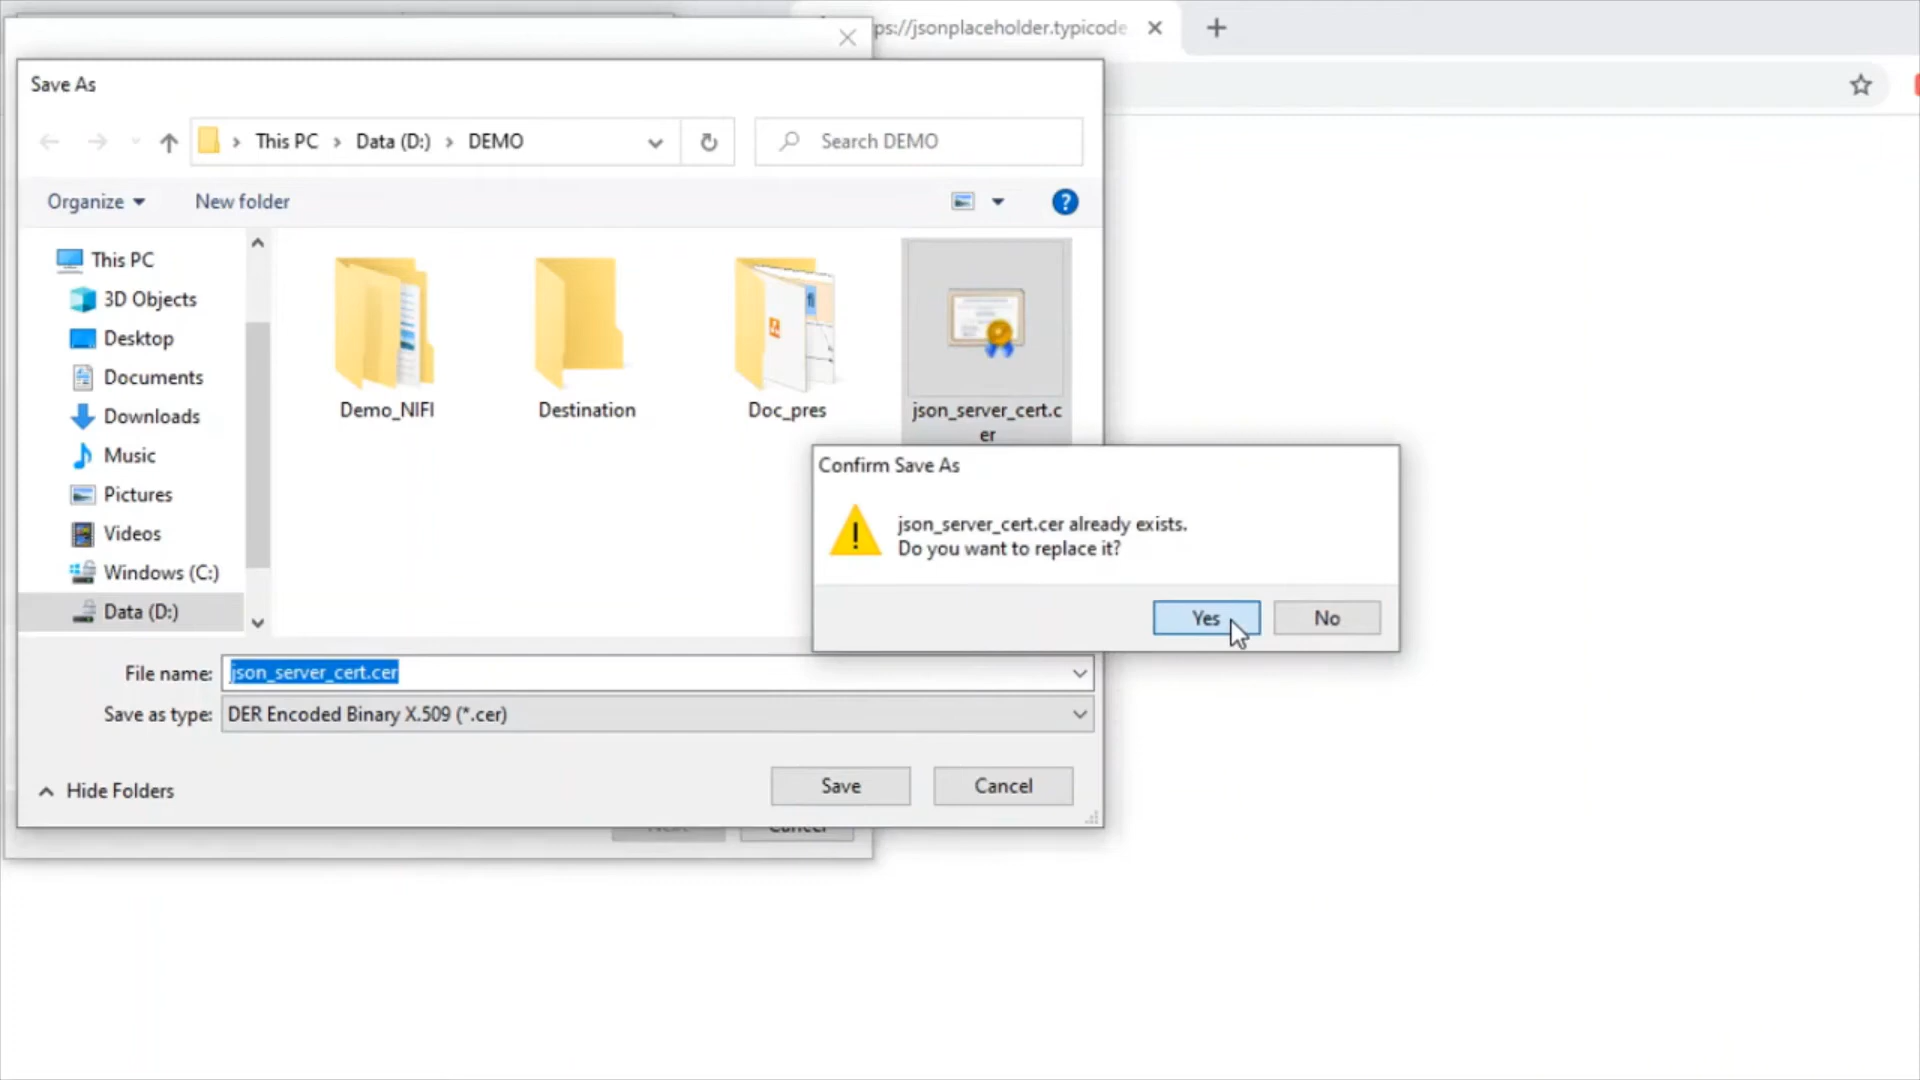 ps://jsonplaceholder.typicode
Save As
This PC
Data (D:)
DEMO
Search DEMO
Organize
New folder
This PC
3D Objects
Desktop
Documents
Downloads
Music
Pictures
Videos
Windows (C:)
Data (D:)
Demo_NIFI
Destination
Doc_pres
json_server_cert.c
er
Confirm Save As
json_server_cert.cer already exists.
Do you want to replace it?
Yes
No
File name:
json_server_cert.cer
Save as type:
DER Encoded Binary X.509 (*.cer)
Hide Folders
Save
Cancel
Next
Cancel